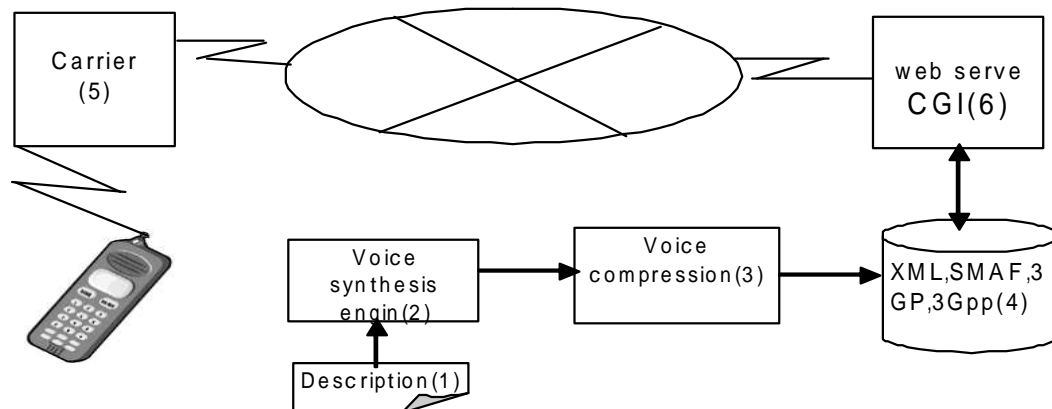 Carrier
(5)
web serve
CGI(6)
Voice
synthesis
engin(2)
Voice
compression(3)
XML,SMAF,3
GP,3Gpp(4)
Description(1)